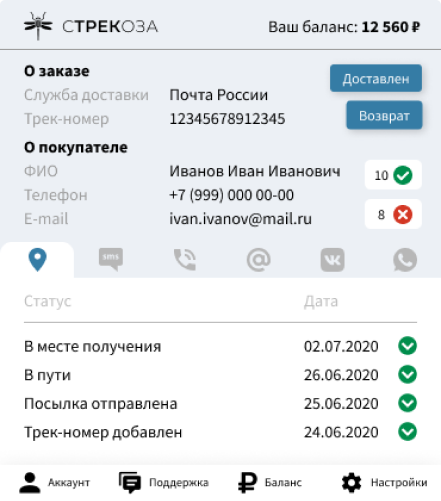 СТРЕКОЗА Ваш баланс: 12 560 ₽
О заказе Доставлен
Служба доставки Почта России
Трек-номер 12345678912345 Возврат
О покупателе
ФИО Иванов Иван Иванович 10
Телефон +7 (999) 000 00-00
E-mail ivan.ivanov@mail.ru 8
sms
Статус Дата
В месте получения 02.07.2020
В пути 26.06.2020
Посылка отправлена 25.06.2020
Трек-номер добавлен 24.06.2020
Аккаунт Поддержка Баланс Настройки